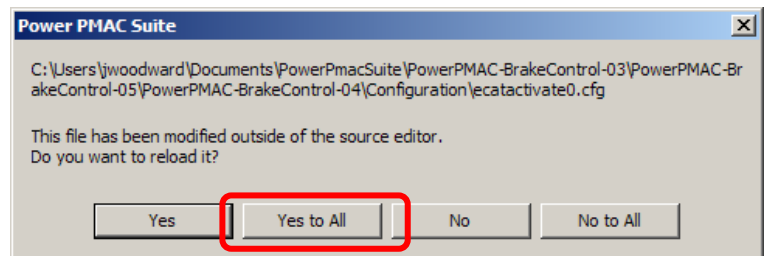 Power PMAC Suite
C:\Users\jwoodward\Documents\PowerPmacSuite\PowerPMAC-BrakeControl-03\PowerPMAC-Br
akeControl-05\PowerPMAC-BrakeControl-04\Configuration\ecatactivate0.cfg
This file has been modified outside of the source editor.
Do you want to reload it?
Yes Yes to All No No to All